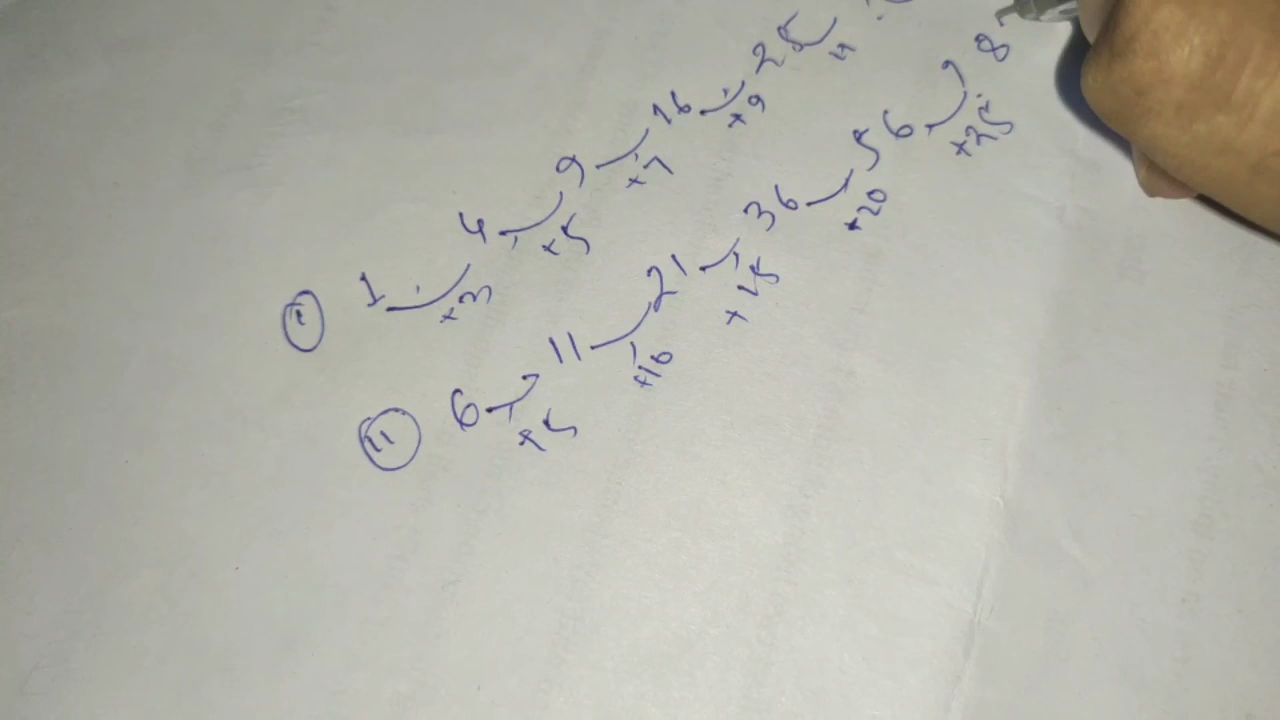 (i) 1 4 9 16 25
+3 +5 +7 +9 11
(ii) 6 11 21 36 56 8
+5 +10 +15 +20 +25